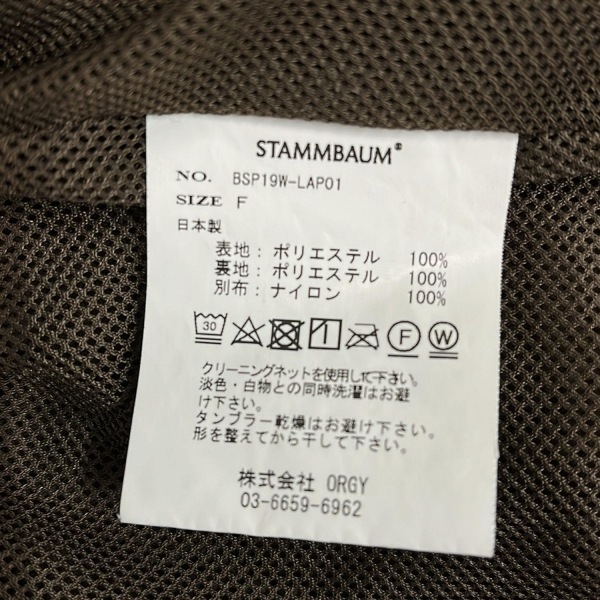 STAMMBAUM®
NO. BSP19W-LAP01
SIZE F
日本製
表地: ポリエステル 100%
裏地: ポリエステル 100%
別布: ナイロン 100%
30 F W
クリーニングネットを使用して下さい。
淡色・白物との同時洗濯はお避
け下さい。
タンブラー乾燥はお避け下さい。
形を整えてから干して下さい。
株式会社 ORGY
03-6659-6962